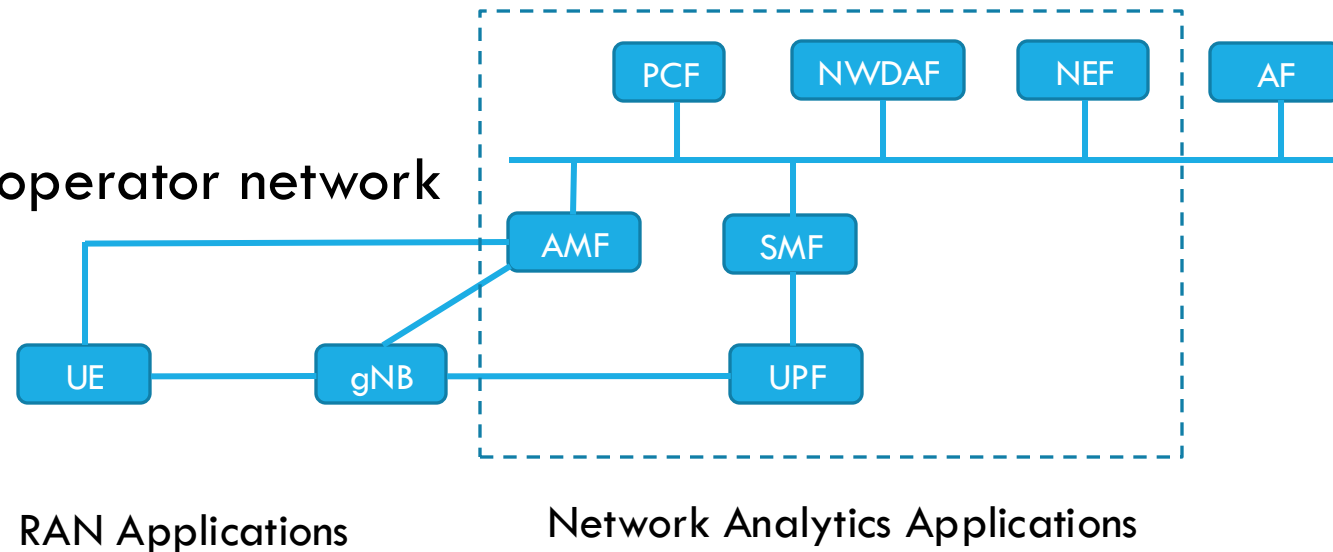 PCF
NWDAF
NEF
AF
operator network
AMF
SMF
UE
gNB
UPF
RAN Applications
Network Analytics Applications